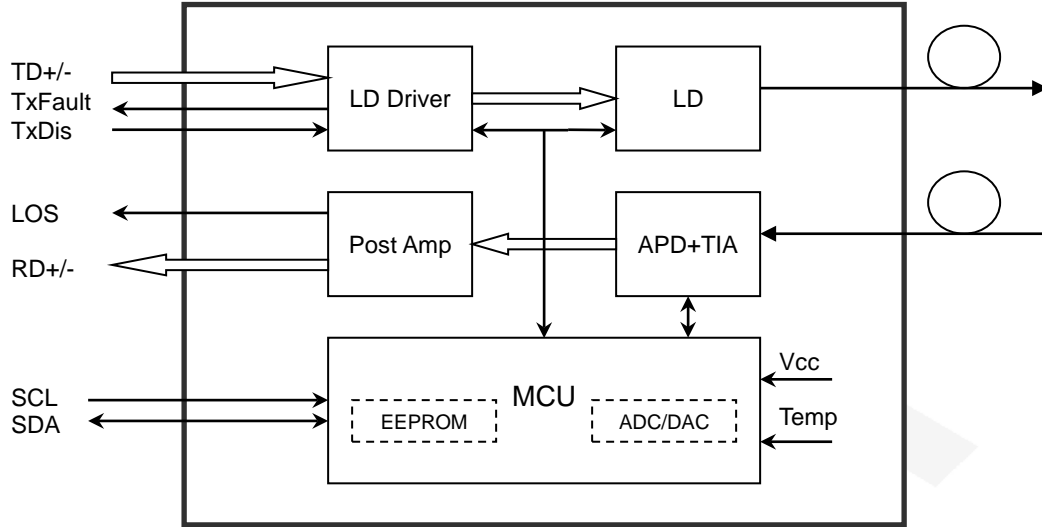 TD+/-
TxFault
TxDis
LD Driver
LD
LOS
RD+/-
Post Amp
APD+TIA
SCL
SDA
MCU
EEPROM
ADC/DAC
Vcc
Temp